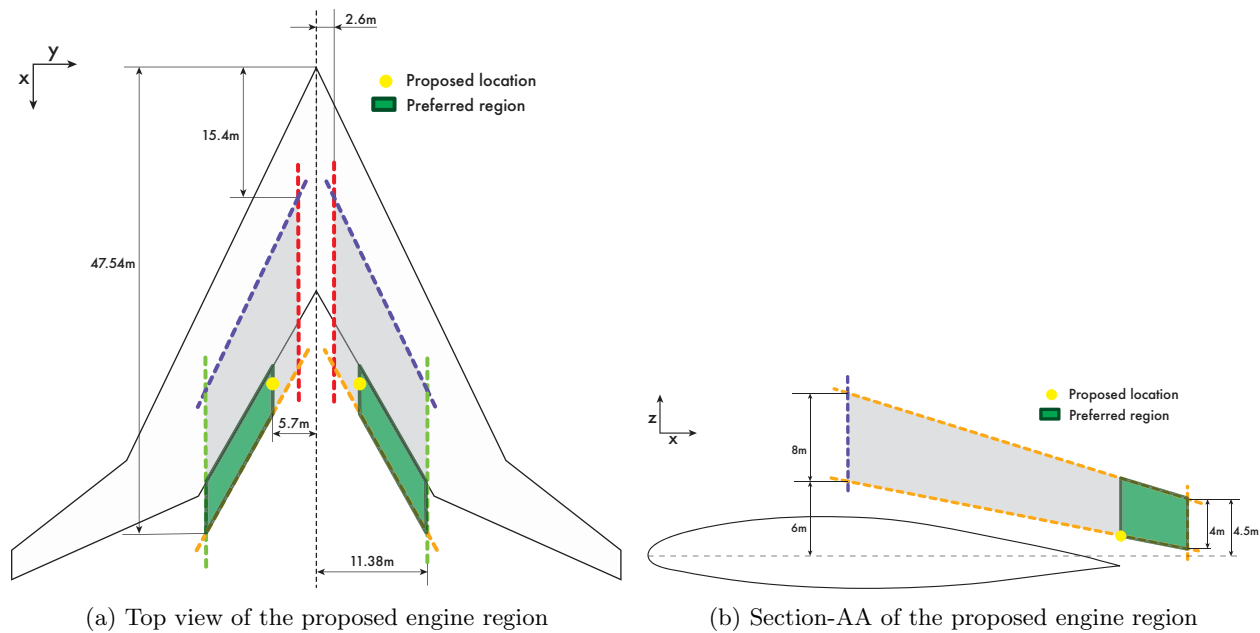 2.6m
y
x
Proposed location
Preferred region
15.4m
47.54m
5.7m
11.38m
(a) Top view of the proposed engine region
z
x
Proposed location
Preferred region
8m
6m
4m
4.5m
(b) Section-AA of the proposed engine region